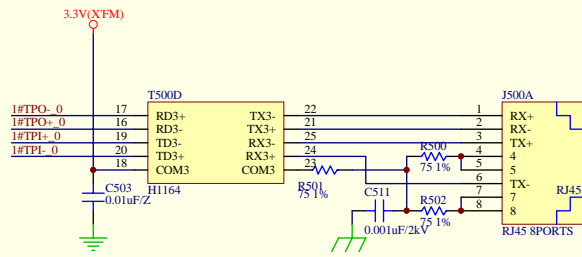 3.3V(X'FM)
T500D
J500A
1#TPO-_0 17 RD3+ TX3- 22 1 RX+
1#TPO+_0 16 RD3- TX3+ 21 2 RX-
1#TPI+_0 19 TD3- RX3- 25 3 TX+
1#TPI-_0 20 TD3+ RX3+ 24 R500 4 4
18 COM3 COM3 23 75 1% 5 5
R501 6 TX-
C503 H1164 75 1% C511 R502 7 7 RJ45
0.01uF/Z 8 8
0.001uF/2kV 75 1% RJ45 8PORTS